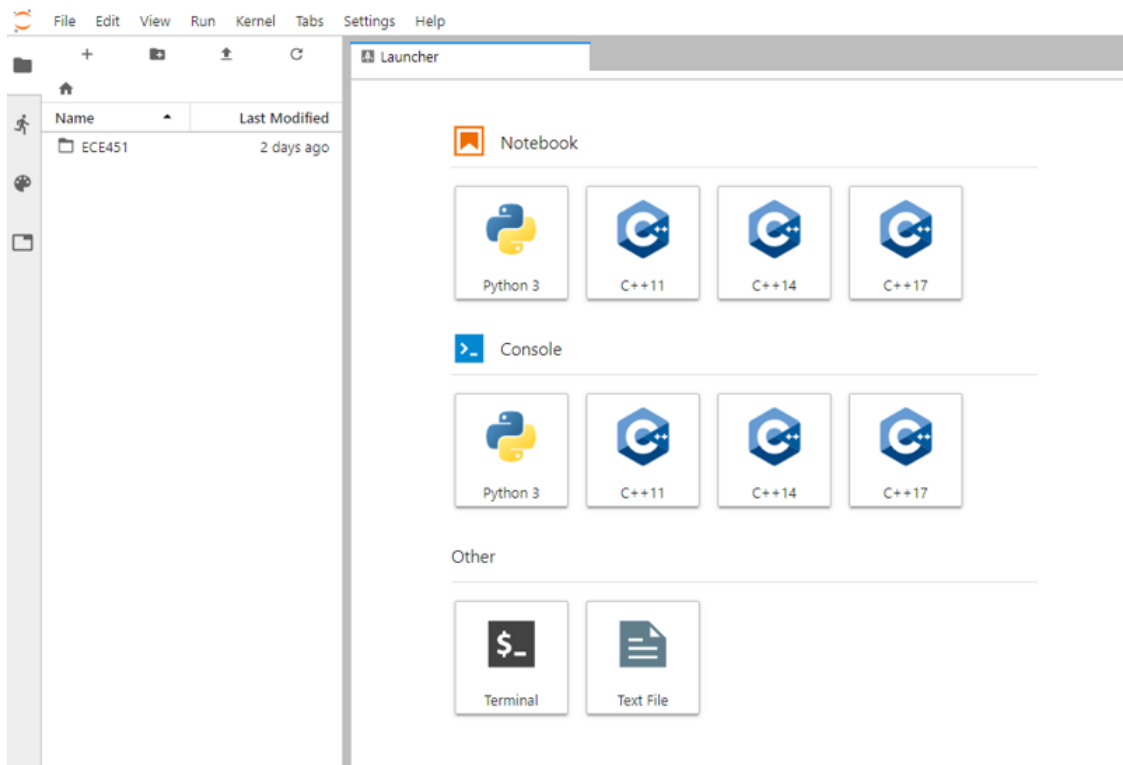 File Edit View Run Kernel Tabs Settings Help
Launcher
Name Last Modified
ECE451 2 days ago
Notebook
Python 3 C++11 C++14 C++17
Console
Python 3 C++11 C++14 C++17
Other
$_
Terminal Text File